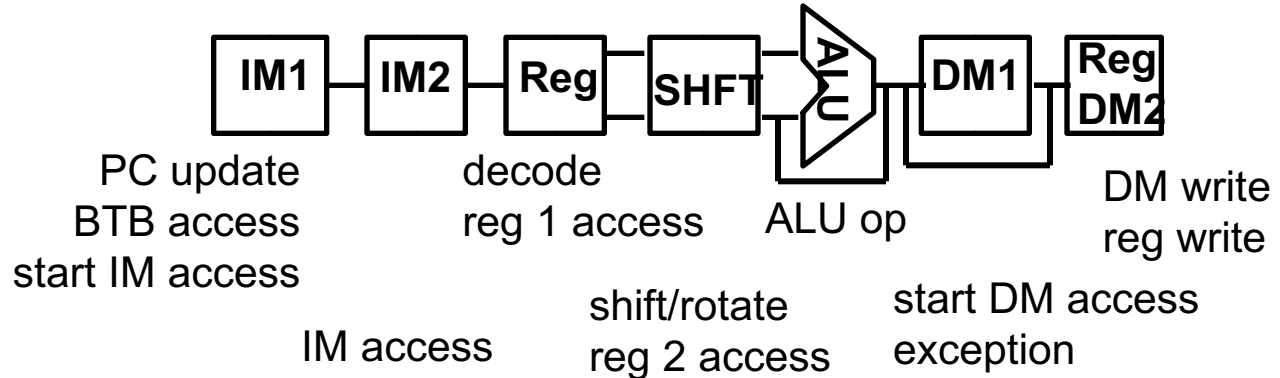 IM1
IM2
Reg
SHFT
ALU
DM1
Reg
DM2
PC update
BTB access
start IM access
IM access
decode
reg 1 access
shift/rotate
reg 2 access
ALU op
start DM access
exception
DM write
reg write